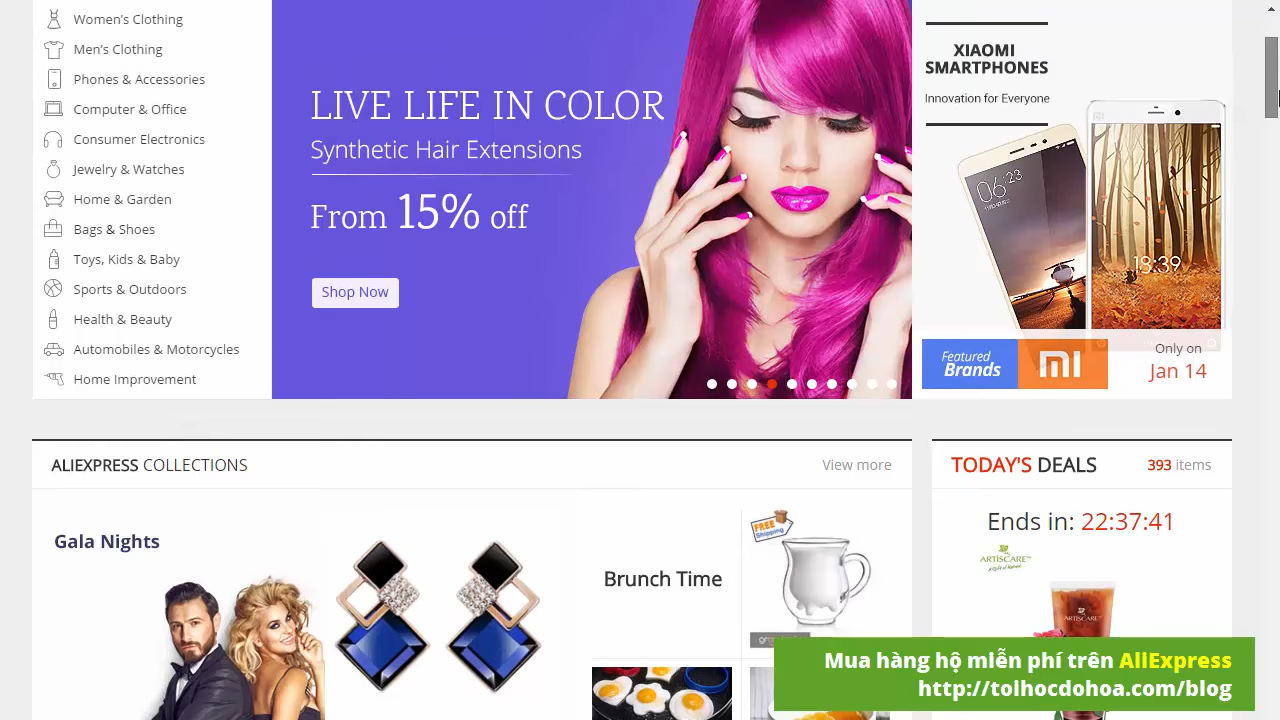 Women's Clothing
Men's Clothing
Phones & Accessories
Computer & Office
Consumer Electronics
Jewelry & Watches
Home & Garden
Bags & Shoes
Toys, Kids & Baby
Sports & Outdoors
Health & Beauty
Automobiles & Motorcycles
Home Improvement
LIVE LIFE IN COLOR
Synthetic Hair Extensions
From 15% off
Shop Now
XIAOMI
SMARTPHONES
Innovation for Everyone
06:23
18:39
Featured
Brands
MI
Only on
Jan 14
ALIEXPRESS COLLECTIONS
View more
TODAY'S DEALS
393 items
Gala Nights
Brunch Time
FREE
Shipping
Ends in: 22:37:41
ARTISCARE
ARTISCARE
Mua hàng hộ miễn phí trên AliExpress
http://toihocdohoa.com/blog